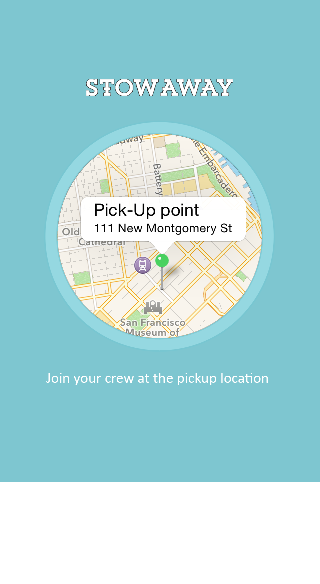 STOWAWAY
Battery
Embarcadero
Pick-Up point
111 New Montgomery St
Old
Cathedral
San Francisco
Museum of
Join your crew at the pickup location